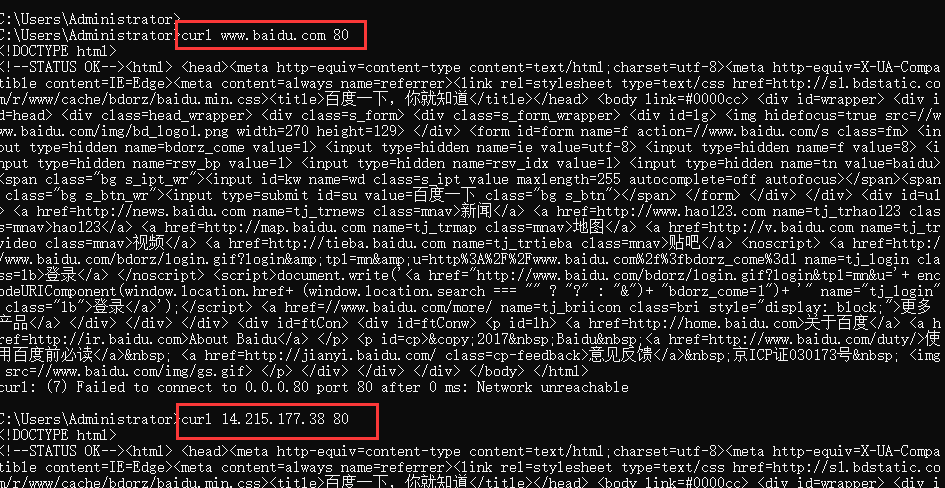 C:\Users\Administrator>
C:\Users\Administrator>curl www.baidu.com 80
<!DOCTYPE html>
<!--STATUS OK--><html> <head><meta http-equiv=content-type content=text/html;charset=utf-8><meta http-equiv=X-UA-Compa
tible content=IE=Edge><meta content=always name=referrer><link rel=stylesheet type=text/css href=http://s1.bdstatic.co
m/r/www/cache/bdorz/baidu.min.css><title>百度一下，你就知道</title></head> <body link=#0000cc> <div id=wrapper> <div i
d=head> <div class=head_wrapper> <div class=s_form> <div class=s_form_wrapper> <div id=lg> <img hidefocus=true src=//w
ww.baidu.com/img/bd_logo1.png width=270 height=129> </div> <form id=form name=f action=//www.baidu.com/s class=fm> <in
put type=hidden name=bdorz_come value=1> <input type=hidden name=ie value=utf-8> <input type=hidden name=f value=8> <i
nput type=hidden name=rsv_bp value=1> <input type=hidden name=rsv_idx value=1> <input type=hidden name=tn value=baidu>
<span class="bg s_ipt_wr"><input id=kw name=wd class=s_ipt value maxlength=255 autocomplete=off autofocus></span><span
class="bg s_btn_wr"><input type=submit id=su value=百度一下 class="bg s_btn"></span> </form> </div> </div> <div id=u1
> <a href=http://news.baidu.com name=tj_trnews class=mnav>新闻</a> <a href=http://www.hao123.com name=tj_trhao123 clas
s=mnav>hao123</a> <a href=http://map.baidu.com name=tj_trmap class=mnav>地图</a> <a href=http://v.baidu.com name=tj_tr
video class=mnav>视频</a> <a href=http://tieba.baidu.com name=tj_trtieba class=mnav>贴吧</a> <noscript> <a href=http:/
/www.baidu.com/bdorz/login.gif?login&amp;tpl=mn&amp;u=http%3A%2F%2Fwww.baidu.com%2f%3fbdorz_come%3d1 name=tj_login cla
ss=lb>登录</a> </noscript> <script>document.write('<a href="http://www.baidu.com/bdorz/login.gif?login&tpl=mn&u='+ enc
odeURIComponent(window.location.href+ (window.location.search === "" ? "?" : "&")+ "bdorz_come=1")+ '" name="tj_login"
class="lb">登录</a>');</script> <a href=//www.baidu.com/more/ name=tj_briicon class=bri style="display: block;">更多
产品</a> </div> </div> </div> <div id=ftCon> <div id=ftConw> <p id=lh> <a href=http://home.baidu.com>关于百度</a> <a h
ref=http://ir.baidu.com>About Baidu</a> </p> <p id=cp>&copy;2017&nbsp;Baidu&nbsp;<a href=http://www.baidu.com/duty/>使
用百度前必读</a>&nbsp; <a href=http://jianyi.baidu.com/ class=cp-feedback>意见反馈</a>&nbsp;京ICP证030173号&nbsp; <img
src=//www.baidu.com/img/gs.gif> </p> </div> </div> </div> </body> </html>
curl: (7) Failed to connect to 0.0.0.80 port 80 after 0 ms: Network unreachable
C:\Users\Administrator>curl 14.215.177.38 80
<!DOCTYPE html>
<!--STATUS OK--><html> <head><meta http-equiv=content-type content=text/html;charset=utf-8><meta http-equiv=X-UA-Compa
tible content=IE=Edge><meta content=always name=referrer><link rel=stylesheet type=text/css href=http://s1.bdstatic.co
m/r/www/cache/bdorz/baidu.min.css><title>百度一下，你就知道</title></head> <body link=#0000cc> <div id=wrapper> <div i